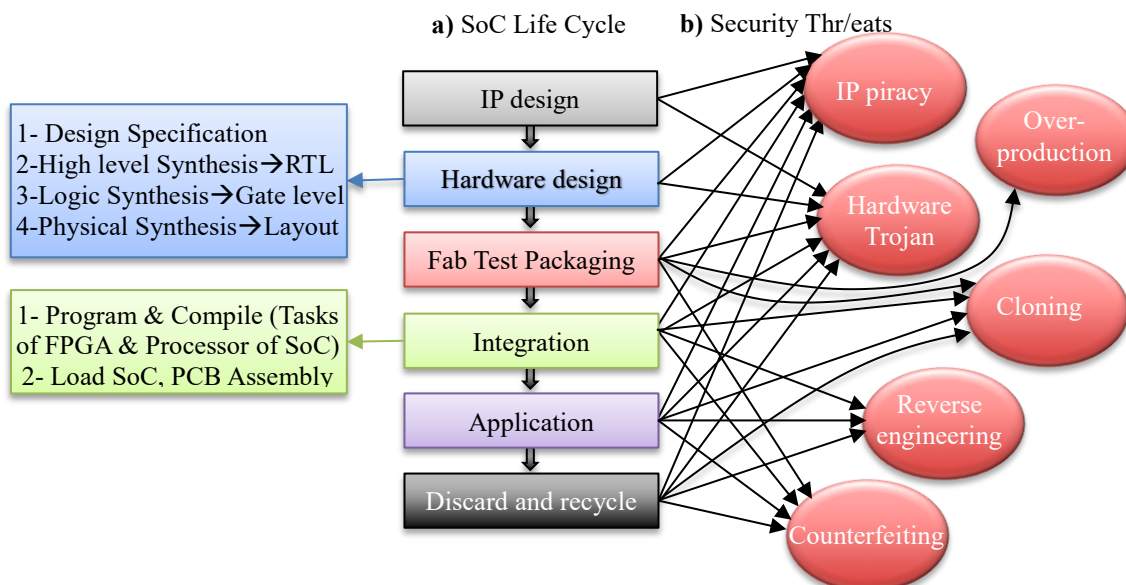 a) SoC Life Cycle
b) Security Thr/eats
IP design
Hardware design
Fab Test Packaging
Integration
Application
Discard and recycle
1- Design Specification
2-High level Synthesis→RTL
3-Logic Synthesis→Gate level
4-Physical Synthesis→Layout
1- Program & Compile (Tasks
of FPGA & Processor of SoC)
2- Load SoC, PCB Assembly
IP piracy
Over-
production
Hardware
Trojan
Cloning
Reverse
engineering
Counterfeiting